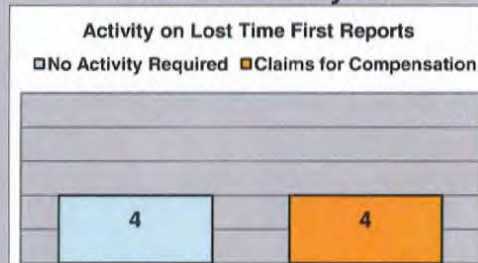 Activity on Lost Time First Reports
No Activity Required Claims for Compensation
4 4